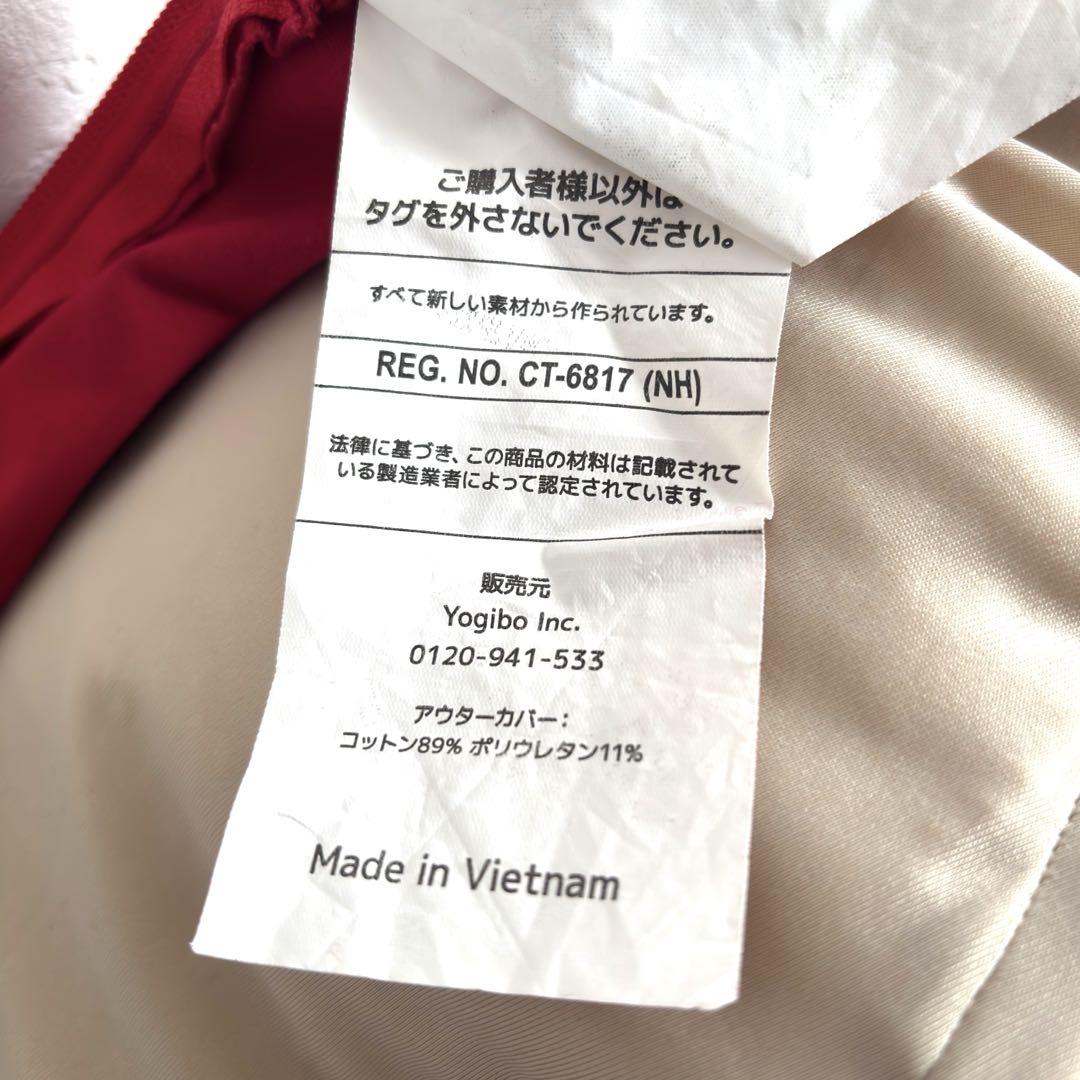 ご購入者様以外は
タグを外さないでください。
すべて新しい素材から作られています。
REG. NO. CT-6817 (NH)
法律に基づき、この商品の材料は記載されて
いる製造業者によって認定されています。
販売元
Yogibo Inc.
0120-941-533
アウターカバー：
コットン89% ポリウレタン11%
Made in Vietnam